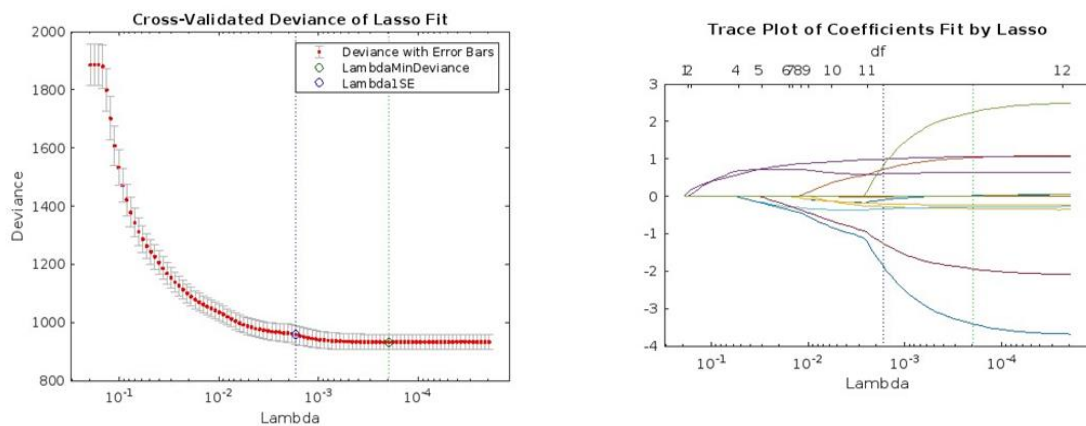 Cross-Validated Deviance of Lasso Fit
2000
1800
1600
1400
1200
1000
800
Deviance
Deviance with Error Bars
LambdaMinDeviance
Lambda1SE
10⁻¹ 10⁻² 10⁻³ 10⁻⁴
Lambda
Trace Plot of Coefficients Fit by Lasso
df
12 4 5 6789 10 11 12
3
2
1
0
-1
-2
-3
-4
10⁻¹ 10⁻² 10⁻³ 10⁻⁴
Lambda